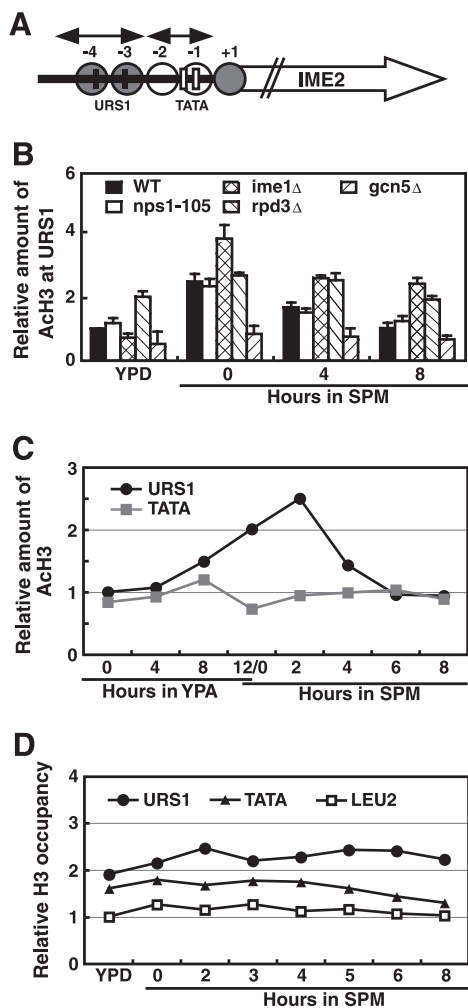 A
-4 -3 -2 -1 +1
IME2
URS1 TATA
B
Relative amount of AcH3 at URS1
6
4
2
0
WT ime1Δ gcn5Δ
nps1-105 rpd3Δ
YPD 0 4 8
Hours in SPM
C
Relative amount of AcH3
3
2
1
0
URS1
TATA
0 4 8 12/0 2 4 6 8
Hours in YPA Hours in SPM
D
Relative H3 occupancy
4
3
2
1
0
URS1 TATA LEU2
YPD 0 2 3 4 5 6 8
Hours in SPM